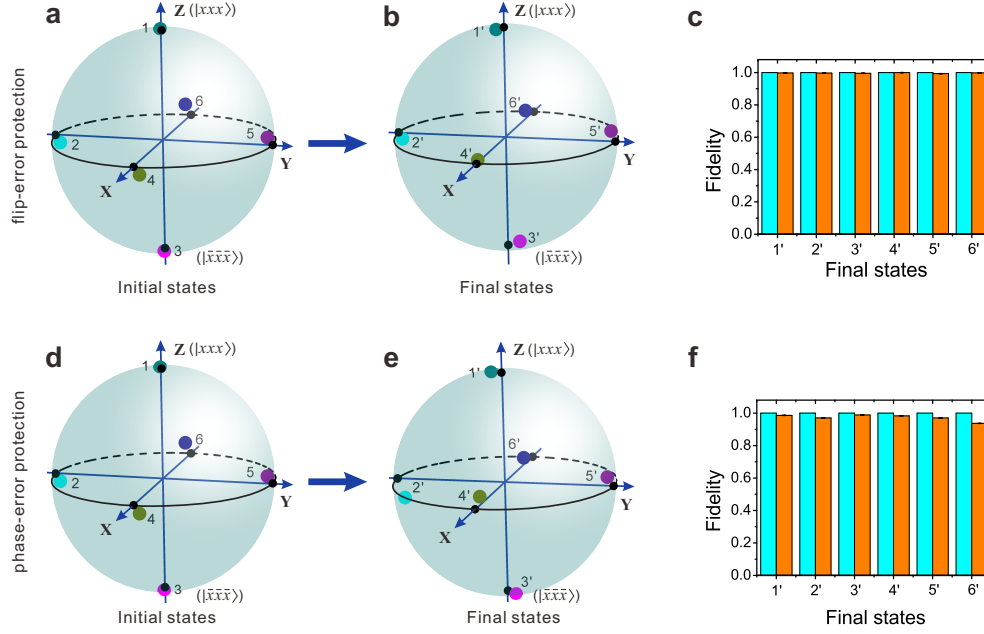 a
b
c
flip-error protection
Z (|xxx⟩)
1
6
5
2
Y
4
X
3
(|x̄x̄x̄⟩)
Initial states
Z (|xxx⟩)
1'
6'
5'
2'
Y
4'
X
3'
(|x̄x̄x̄⟩)
Final states
Fidelity
1.0
0.8
0.6
0.4
0.2
0.0
1' 2' 3' 4' 5' 6'
Final states
d
e
f
phase-error protection
Z (|xxx⟩)
1
6
5
2
Y
4
X
3
(|x̄x̄x̄⟩)
Initial states
Z (|xxx⟩)
1'
6'
5'
2'
4'
Y
X
3'
(|x̄x̄x̄⟩)
Final states
Fidelity
1.0
0.8
0.6
0.4
0.2
0.0
1' 2' 3' 4' 5' 6'
Final states